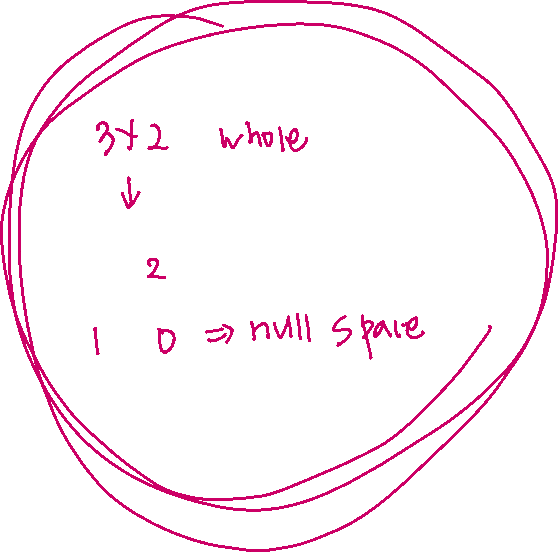 3x2 whole
↓
2
1 0 ⇒ null space